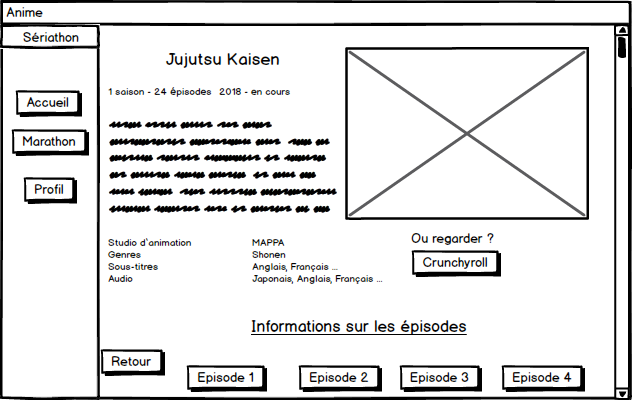 Anime
Sériathon
Jujutsu Kaisen
1 saison - 24 épisodes 2018 - en cours
Accueil
Marathon
Profil
Studio d'animation MAPPA
Genres Shonen
Sous-titres Anglais, Français ...
Audio Japonais, Anglais, Français ...
Ou regarder ?
Crunchyroll
Informations sur les épisodes
Retour
Episode 1 Episode 2 Episode 3 Episode 4